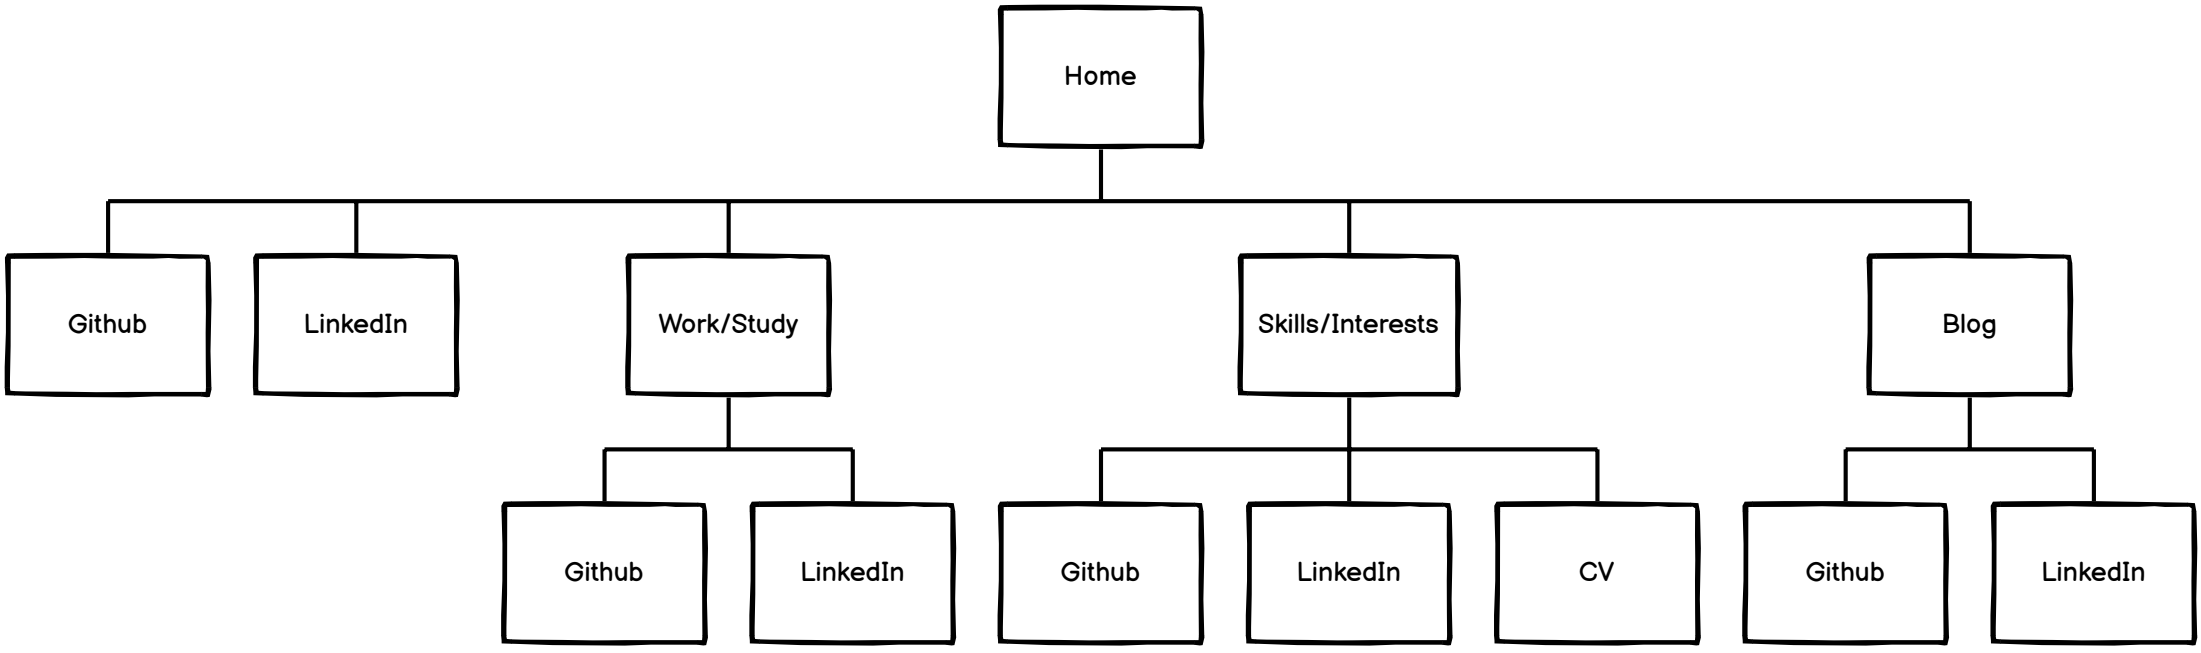 Home
Github
LinkedIn
Work/Study
Skills/Interests
Blog
Github
LinkedIn
Github
LinkedIn
CV
Github
LinkedIn